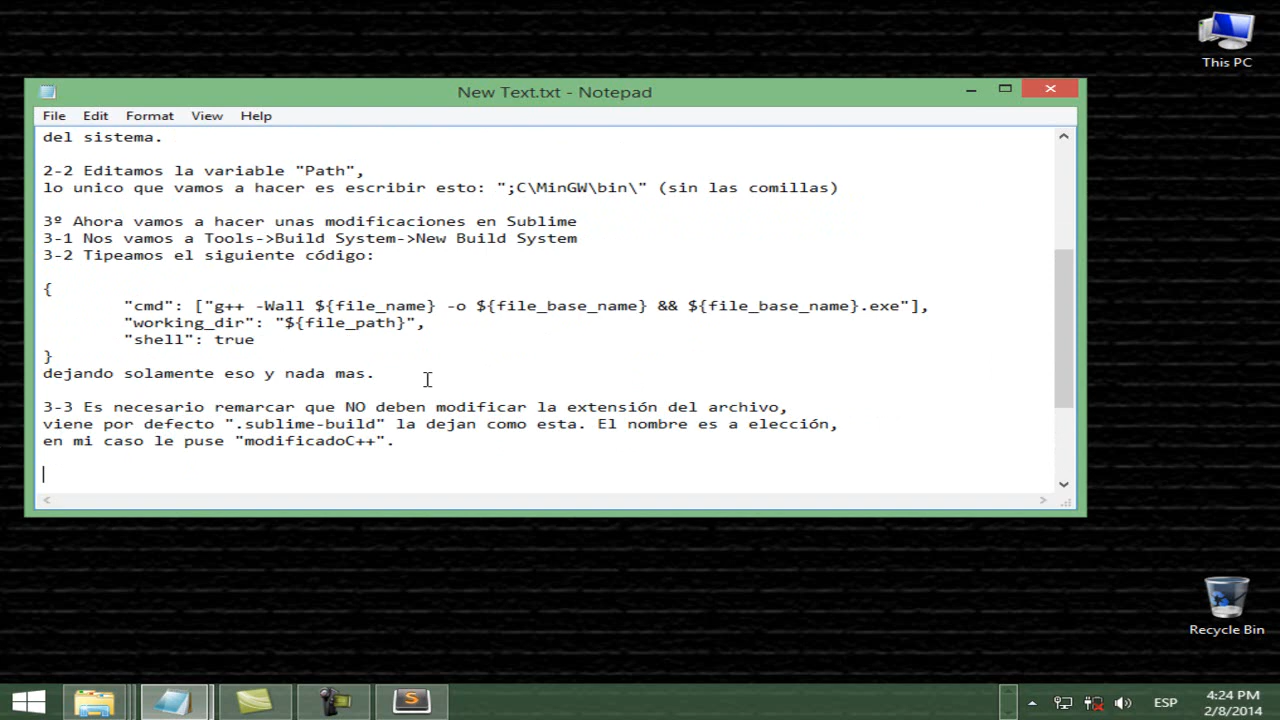 This PC
New Text.txt - Notepad
File Edit Format View Help
del sistema.
2-2 Editamos la variable "Path",
lo unico que vamos a hacer es escribir esto: ";C\MinGW\bin\" (sin las comillas)
3º Ahora vamos a hacer unas modificaciones en Sublime
3-1 Nos vamos a Tools->Build System->New Build System
3-2 Tipeamos el siguiente código:
{
"cmd": ["g++ -Wall ${file_name} -o ${file_base_name} && ${file_base_name}.exe"],
"working_dir": "${file_path}",
"shell": true
}
dejando solamente eso y nada mas.
3-3 Es necesario remarcar que NO deben modificar la extensión del archivo,
viene por defecto ".sublime-build" la dejan como esta. El nombre es a elección,
en mi caso le puse "modificadoC++".
Recycle Bin
ESP
4:24 PM
2/8/2014